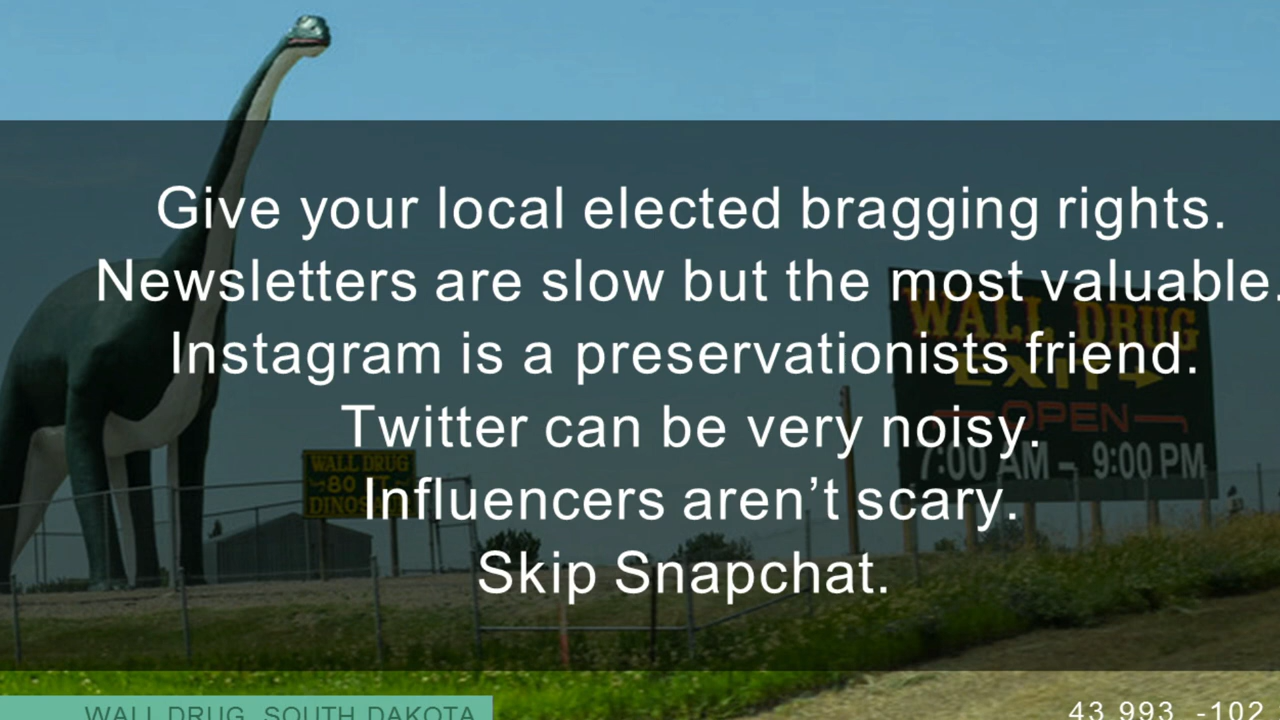 Give your local elected bragging rights.
Newsletters are slow but the most valuable.
Instagram is a preservationists friend.
Twitter can be very noisy.
Influencers aren’t scary.
Skip Snapchat.
WALL DRUG
EXIT
OPEN
7:00 AM - 9:00 PM
WALL DRUG
80 FT
WALL DRUG, SOUTH DAKOTA
43.993, -102